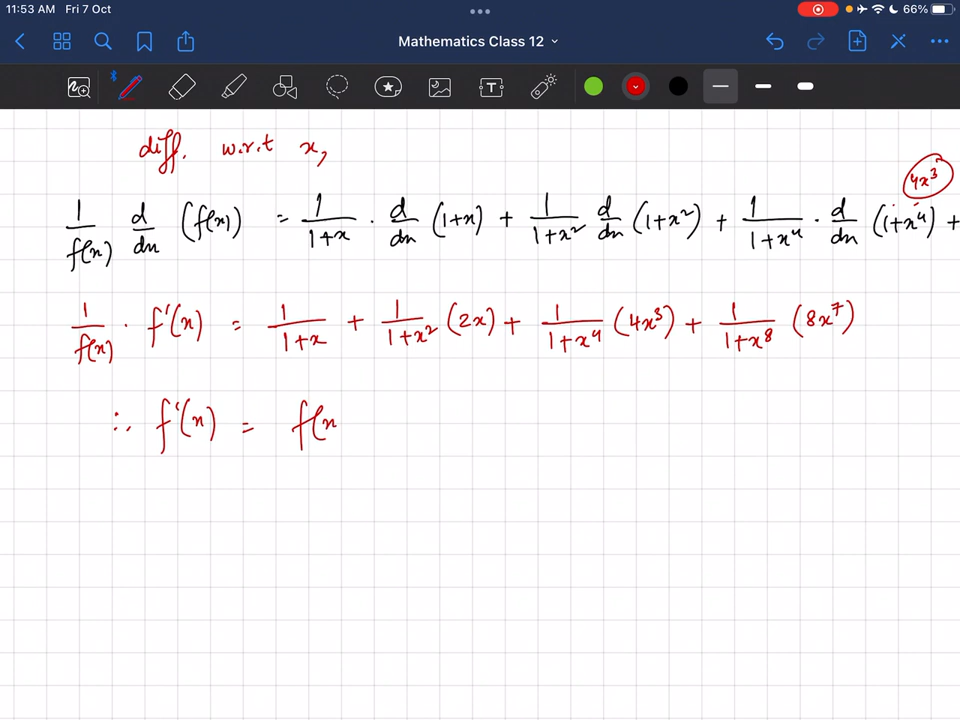 11:53 AM Fri 7 Oct 66%
Mathematics Class 12
diff. w.r.t x,
4x³
1/f(x) d/dx (f(x)) = 1/1+x · d/dx (1+x) + 1/1+x² d/dx (1+x²) + 1/1+x⁴ · d/dx (1+x⁴) +
1/f(x) · f'(x) = 1/1+x + 1/1+x² (2x) + 1/1+x⁴ (4x³) + 1/1+x⁸ (8x⁷)
∴ f'(x) = f(x